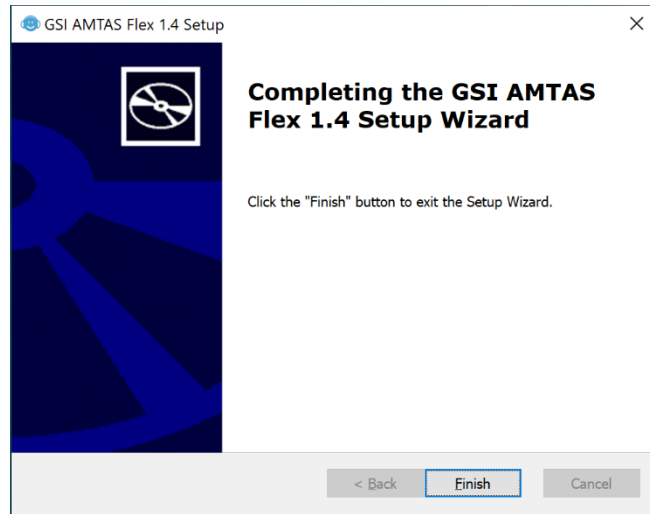 GSI AMTAS Flex 1.4 Setup
Completing the GSI AMTAS
Flex 1.4 Setup Wizard
Click the "Finish" button to exit the Setup Wizard.
< Back
Finish
Cancel